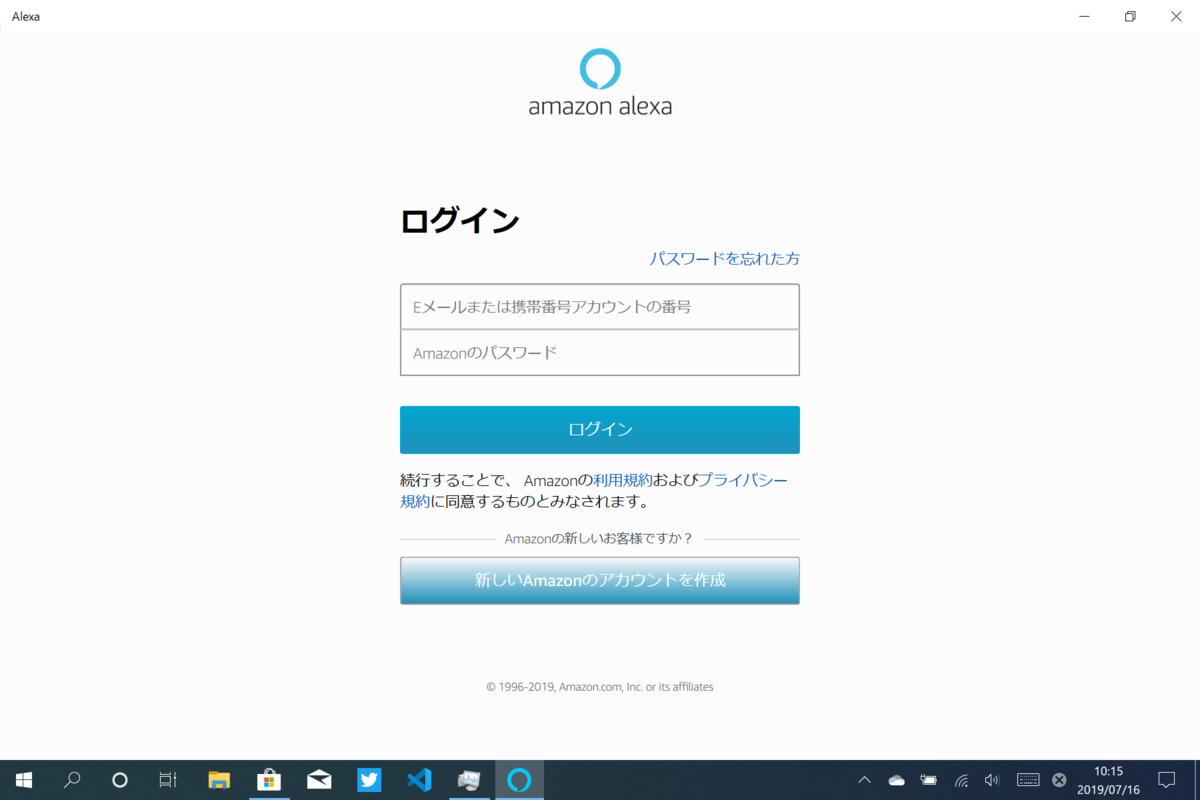 Alexa
amazon alexa
ログイン
パスワードを忘れた方
Eメールまたは携帯番号アカウントの番号
Amazonのパスワード
ログイン
続行することで、 Amazonの利用規約およびプライバシー
規約に同意するものとみなされます。
Amazonの新しいお客様ですか？
新しいAmazonのアカウントを作成
© 1996-2019, Amazon.com, Inc. or its affiliates
10:15
2019/07/16